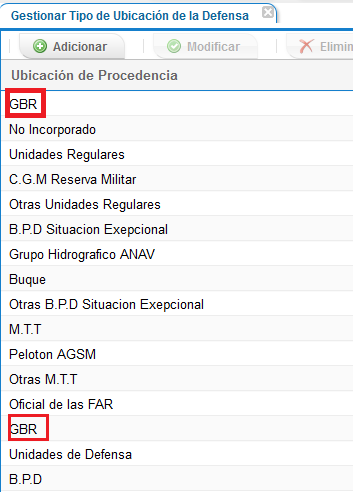 Gestionar Tipo de Ubicación de la Defensa
Adicionar Modificar
Ubicación de Procedencia
GBR
No Incorporado
Unidades Regulares
C.G.M Reserva Militar
Otras Unidades Regulares
B.P.D Situacion Exepcional
Grupo Hidrografico ANAV
Buque
Otras B.P.D Situacion Exepcional
M.T.T
Peloton AGSM
Otras M.T.T
Oficial de las FAR
GBR
Unidades de Defensa
B.P.D